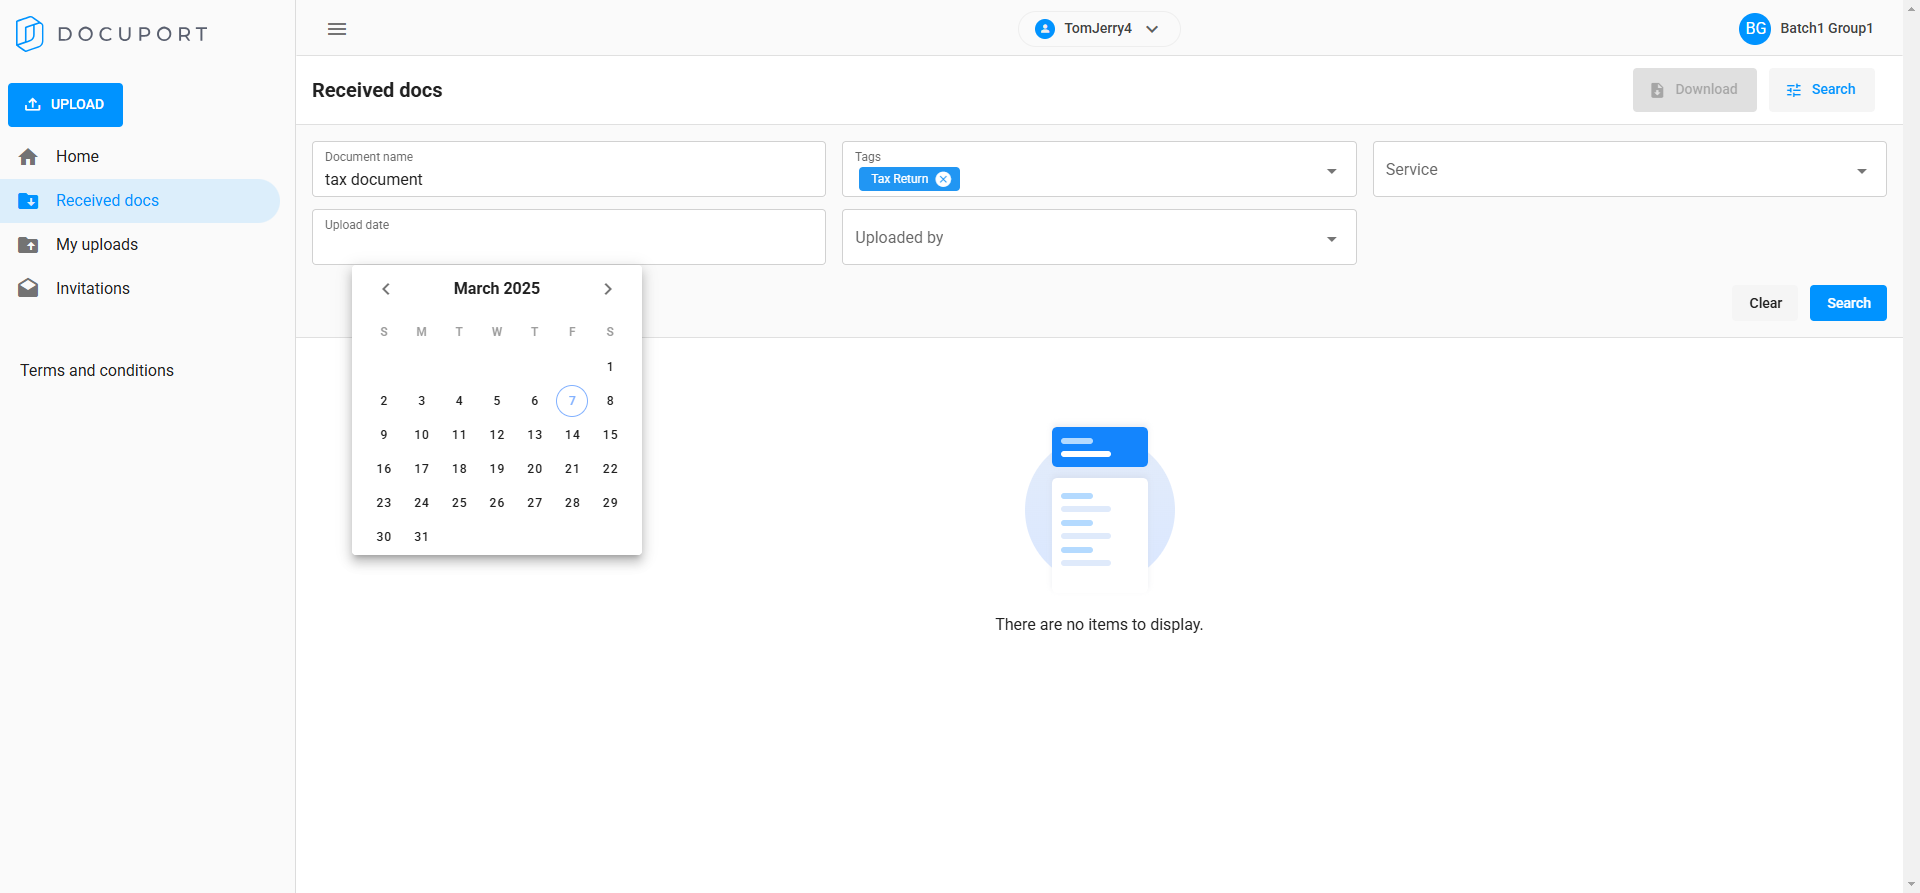 DOCUPORT
TomJerry4
BG Batch1 Group1
UPLOAD
Home
Received docs
My uploads
Invitations
Terms and conditions
Received docs
Download
Search
Document name
tax document
Tags
Tax Return
Service
Upload date
Uploaded by
March 2025
S M T W T F S
1
2 3 4 5 6 7 8
9 10 11 12 13 14 15
16 17 18 19 20 21 22
23 24 25 26 27 28 29
30 31
Clear
Search
There are no items to display.